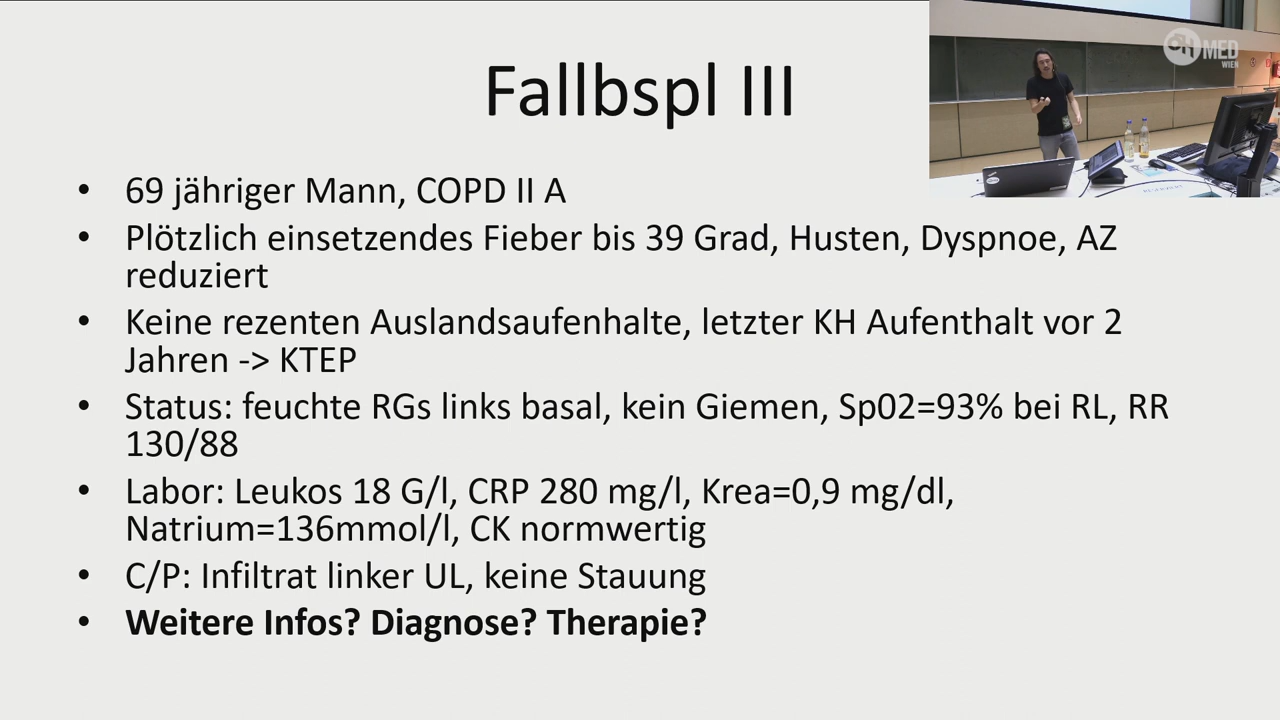 Fallbspl III
ÖH MED
WIEN
• 69 jähriger Mann, COPD II A
• Plötzlich einsetzendes Fieber bis 39 Grad, Husten, Dyspnoe, AZ
reduziert
• Keine rezenten Auslandsaufenhalte, letzter KH Aufenthalt vor 2
Jahren -> KTEP
• Status: feuchte RGs links basal, kein Giemen, Sp02=93% bei RL, RR
130/88
• Labor: Leukos 18 G/l, CRP 280 mg/l, Krea=0,9 mg/dl,
Natrium=136mmol/l, CK normwertig
• C/P: Infiltrat linker UL, keine Stauung
• Weitere Infos? Diagnose? Therapie?